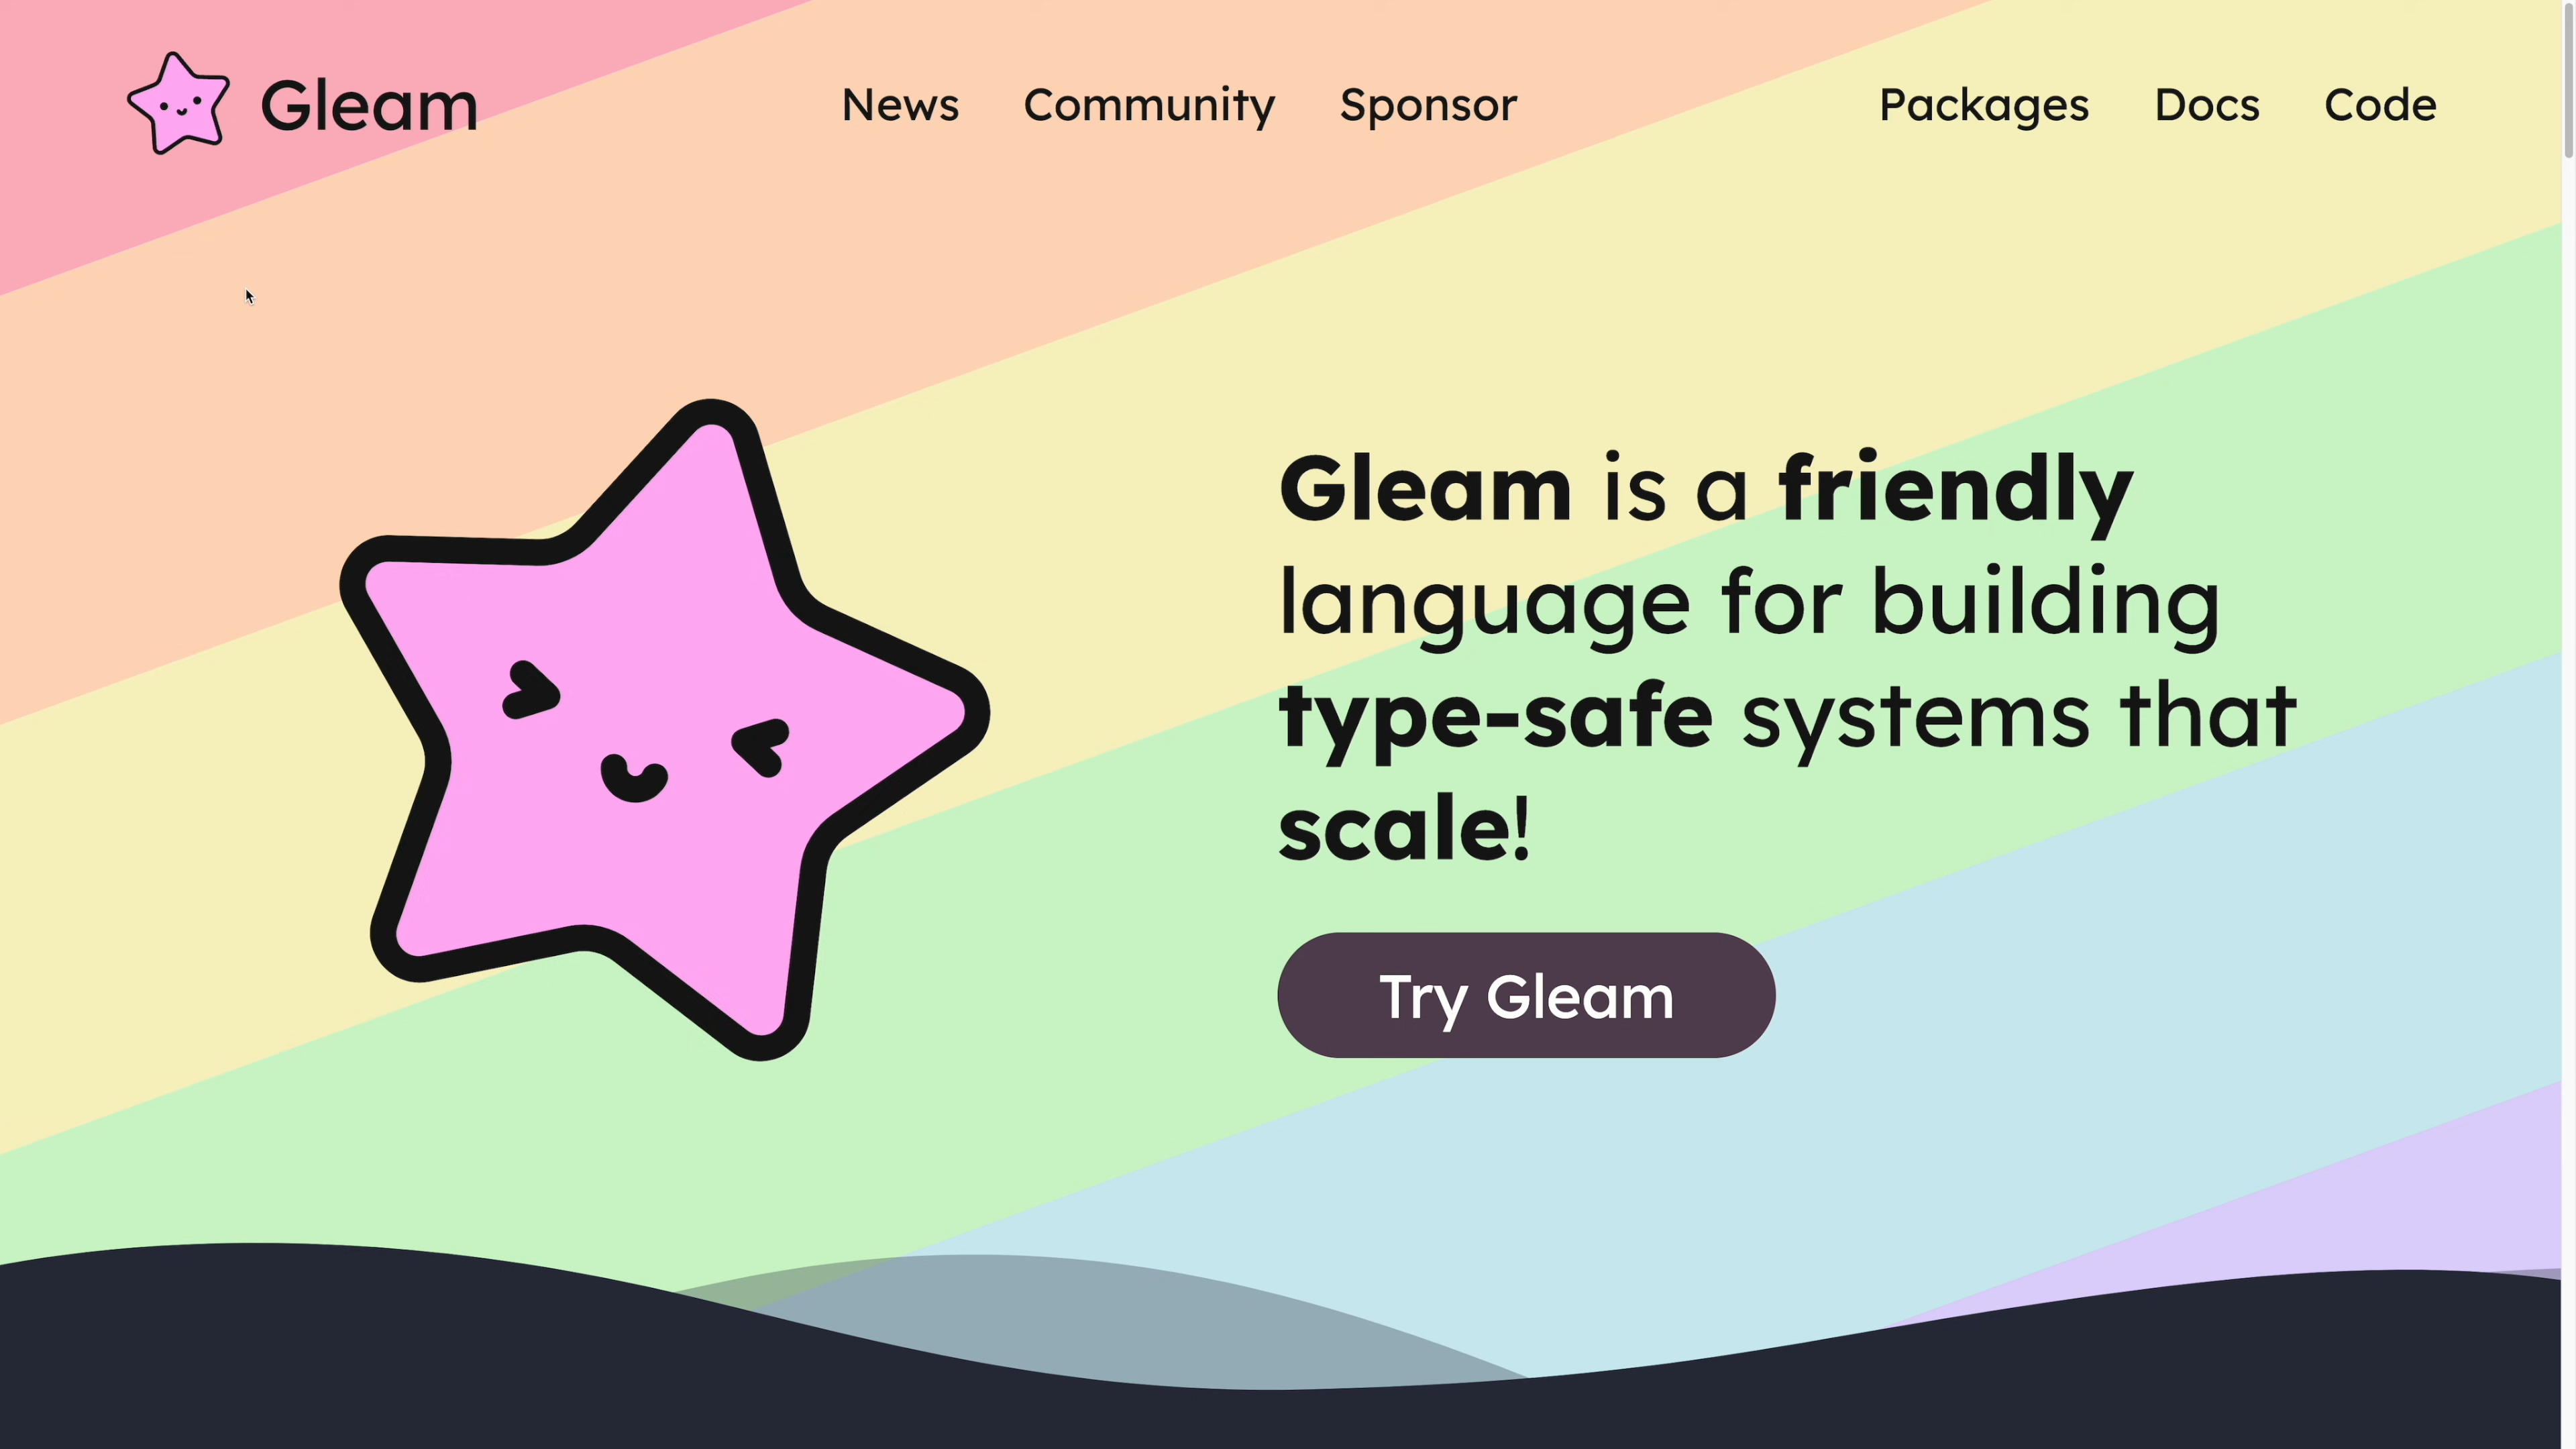 Gleam
News
Community
Sponsor
Packages
Docs
Code
Gleam is a friendly
language for building
type-safe systems that
scale!
Try Gleam